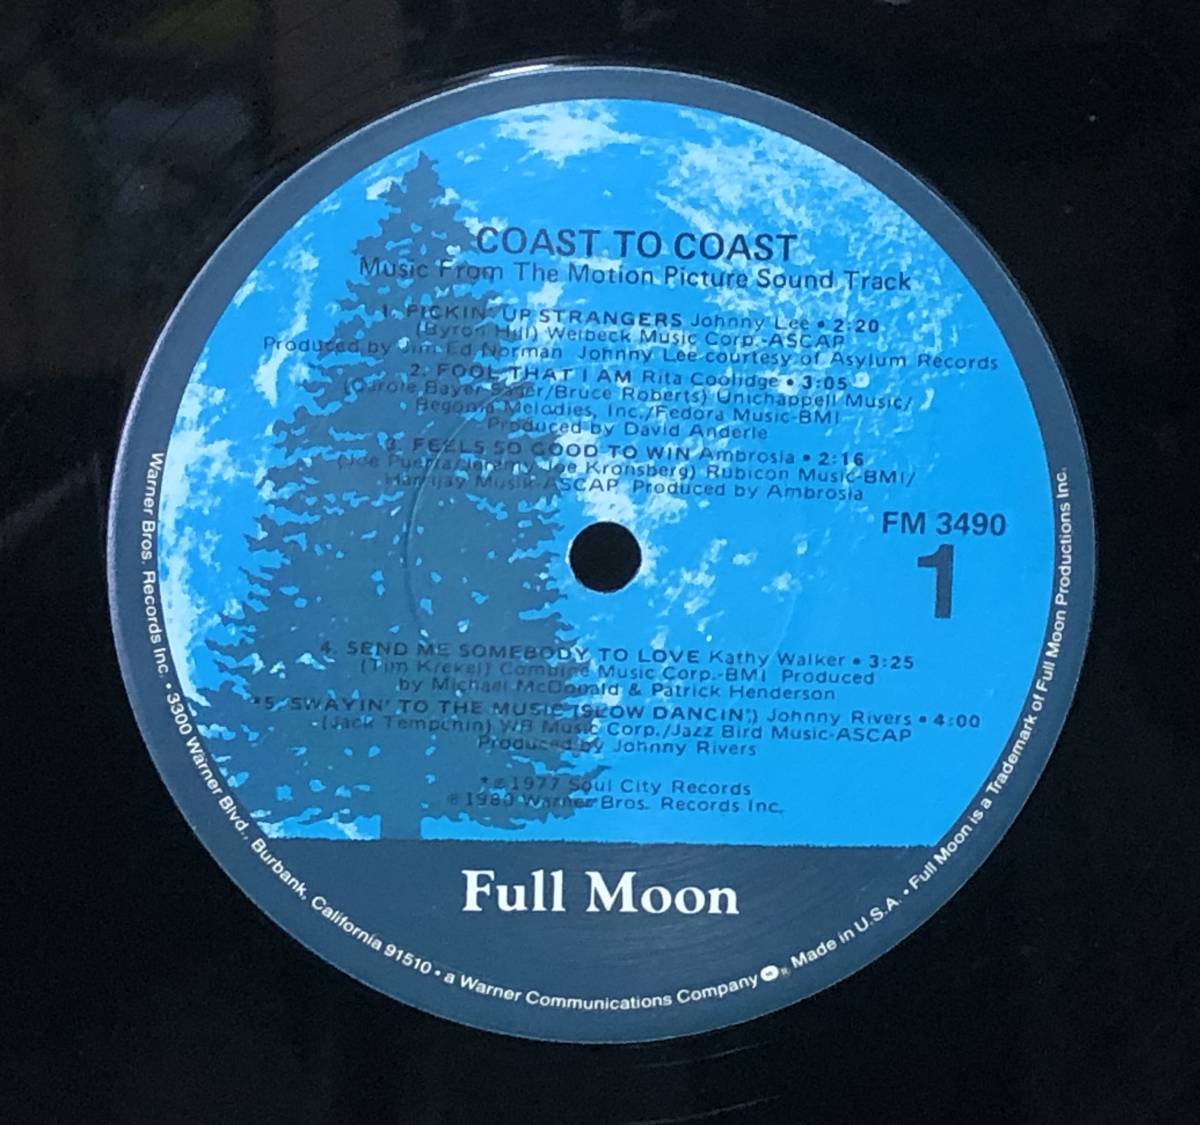 COAST TO COAST
Music From The Motion Picture Sound Track
1. PICKIN' UP STRANGERS Johnny Lee • 2:20
(Byron Hill) Welbeck Music Corp.-ASCAP
Produced by Jim Ed Norman Johnny Lee courtesy of Asylum Records
2. FOOL THAT I AM Rita Coolidge • 3:05
(Carole Bayer Sager/Bruce Roberts) Unichappell Music/
Begonia Melodies, Inc./Fedora Music-BMI
Produced by David Anderle
3. FEELS SO GOOD TO WIN Ambrosia • 2:16
(Joe Puerta/Jeremy Joe Kronsberg) Rubicon Music-BMI/
Musik-ASCAP Produced by Ambrosia
FM 3490
1
4. SEND ME SOMEBODY TO LOVE Kathy Walker • 3:25
(Tim Krekel) Combine Music Corp.-BMI Produced
by Michael McDonald & Patrick Henderson
*5. SWAYIN' TO THE MUSIC (SLOW DANCIN') Johnny Rivers • 4:00
(Jack Tempchin) WB Music Corp./Jazz Bird Music-ASCAP
Produced by Johnny Rivers
*℗1977 Soul City Records
℗1980 Warner Bros. Records Inc.
Full Moon
Warner Bros. Records Inc. • 3300 Warner Blvd., Burbank, California 91510 • a Warner Communications Company ® Made in U.S.A. • Full Moon is a Trademark of Full Moon Productions Inc.